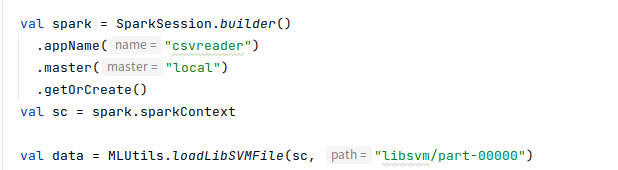 val spark = SparkSession.builder()
.appName( name = "csvreader")
.master( master = "local")
.getOrCreate()
val sc = spark.sparkContext
val data = MLUtils.loadLibSVMFile(sc, path = "libsvm/part-00000")